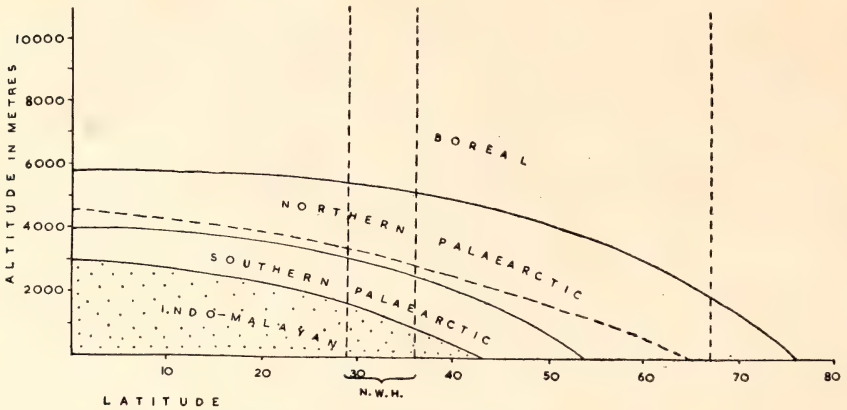 ALTITUDE IN METRES
10000
8000
6000
4000
2000
BOREAL
NORTHERN PALAEARCTIC
SOUTHERN PALAEARCTIC
INDO-MALAYAN
10 20 30 40 50 60 70 80
N.W.H.
LATITUDE